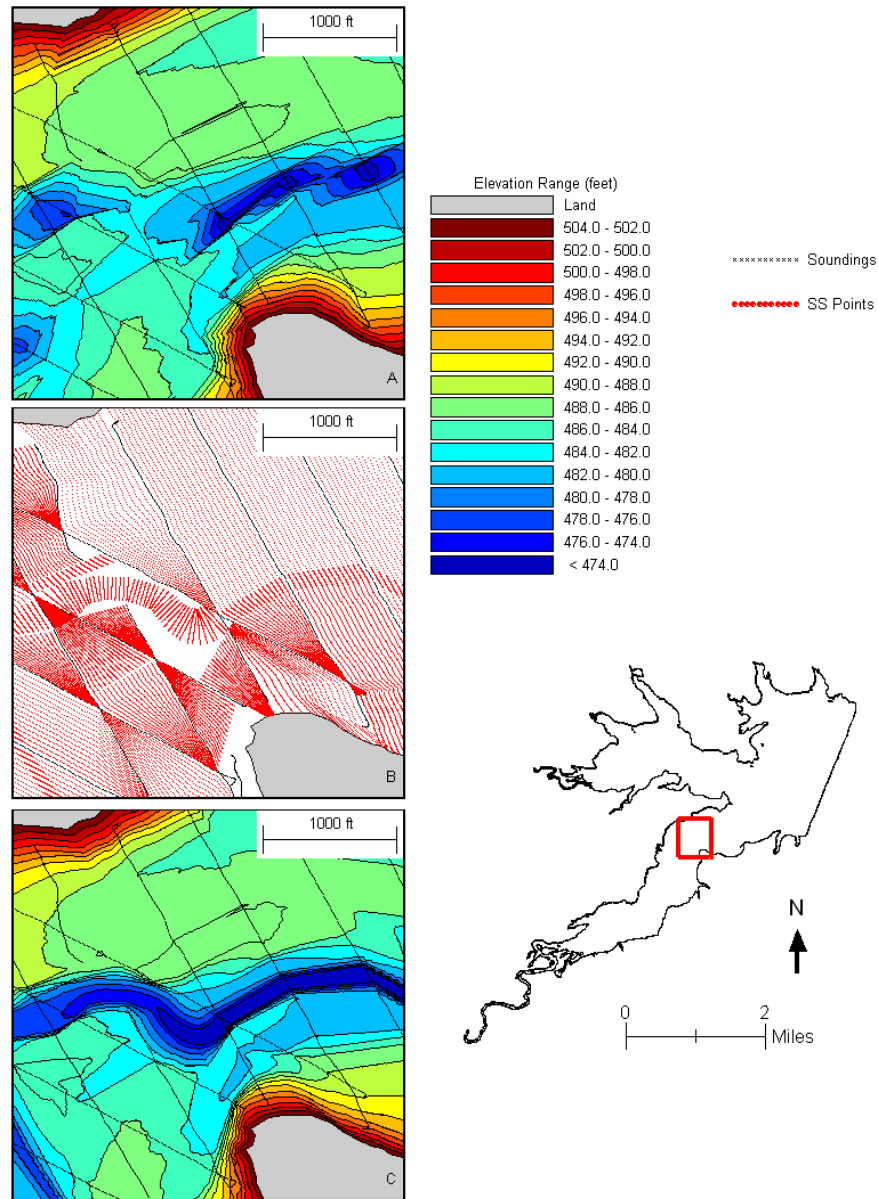 1000 ft
A
1000 ft
B
1000 ft
C
Elevation Range (feet)
Land
504.0 - 502.0
502.0 - 500.0
500.0 - 498.0
498.0 - 496.0
496.0 - 494.0
494.0 - 492.0
492.0 - 490.0
490.0 - 488.0
488.0 - 486.0
486.0 - 484.0
484.0 - 482.0
482.0 - 480.0
480.0 - 478.0
478.0 - 476.0
476.0 - 474.0
< 474.0
Soundings
SS Points
N
0 2
Miles